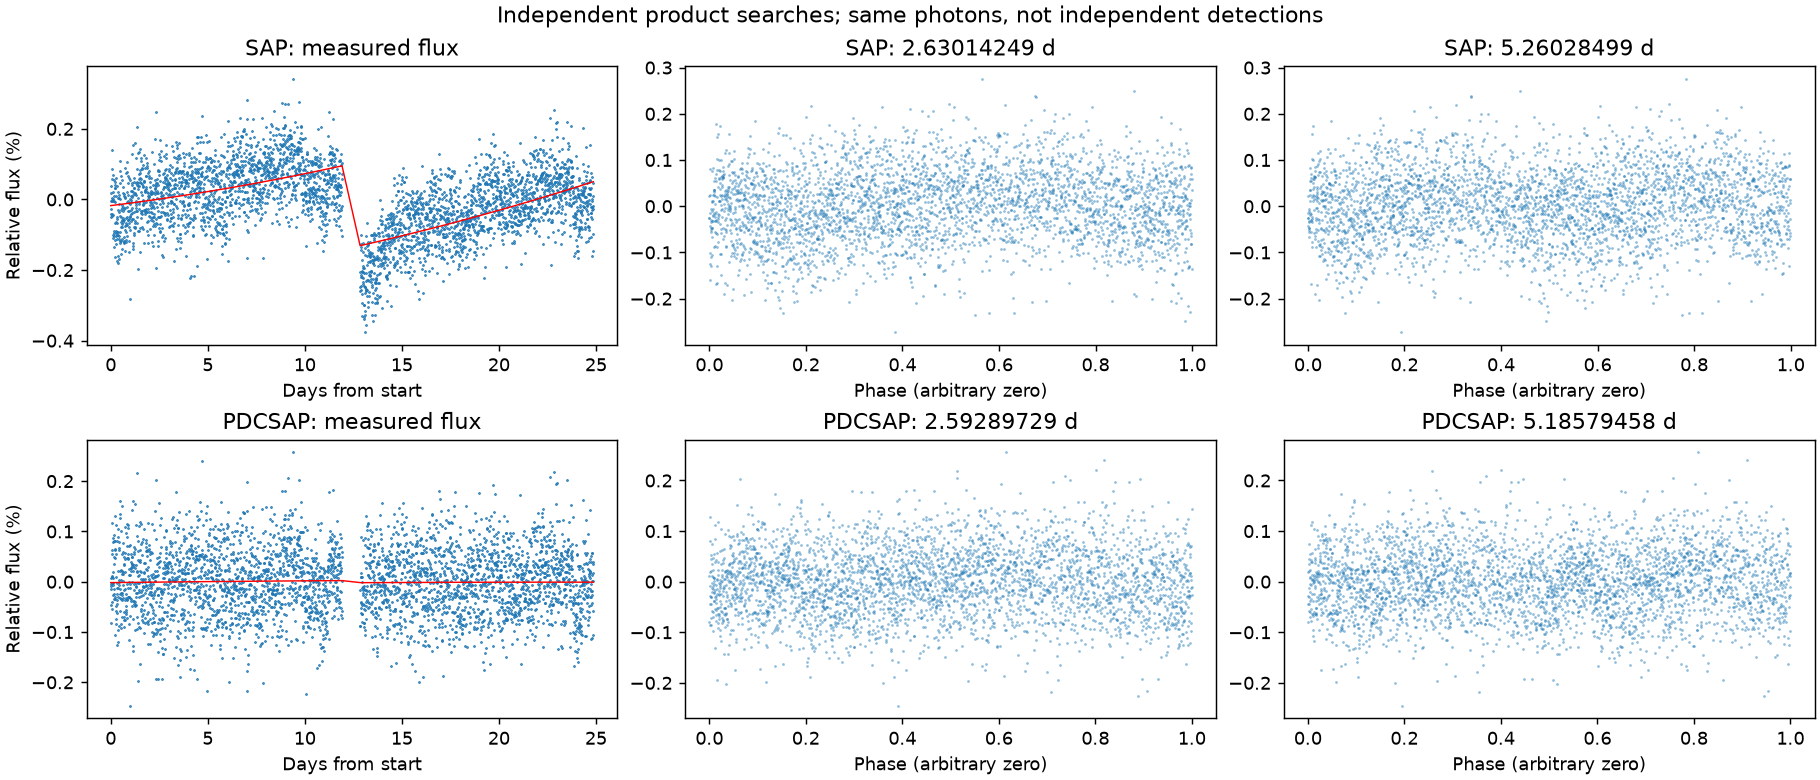 Independent product searches; same photons, not independent detections
SAP: measured flux
SAP: 2.63014249 d
SAP: 5.26028499 d
Relative flux (%)
0.2
0.0
−0.2
−0.4
0 5 10 15 20 25
Days from start
0.3
0.2
0.1
0.0
−0.1
−0.2
0.0 0.2 0.4 0.6 0.8 1.0
Phase (arbitrary zero)
0.3
0.2
0.1
0.0
−0.1
−0.2
0.0 0.2 0.4 0.6 0.8 1.0
Phase (arbitrary zero)
PDCSAP: measured flux
PDCSAP: 2.59289729 d
PDCSAP: 5.18579458 d
Relative flux (%)
0.2
0.1
0.0
−0.1
−0.2
0 5 10 15 20 25
Days from start
0.2
0.1
0.0
−0.1
−0.2
0.0 0.2 0.4 0.6 0.8 1.0
Phase (arbitrary zero)
0.2
0.1
0.0
−0.1
−0.2
0.0 0.2 0.4 0.6 0.8 1.0
Phase (arbitrary zero)